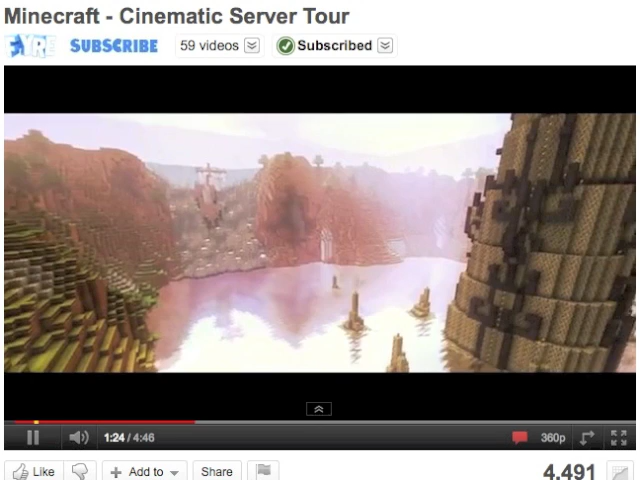 Minecraft - Cinematic Server Tour
SUBSCRIBE 59 videos Subscribed
1:24 / 4:46 360p
Like Add to Share 4,491